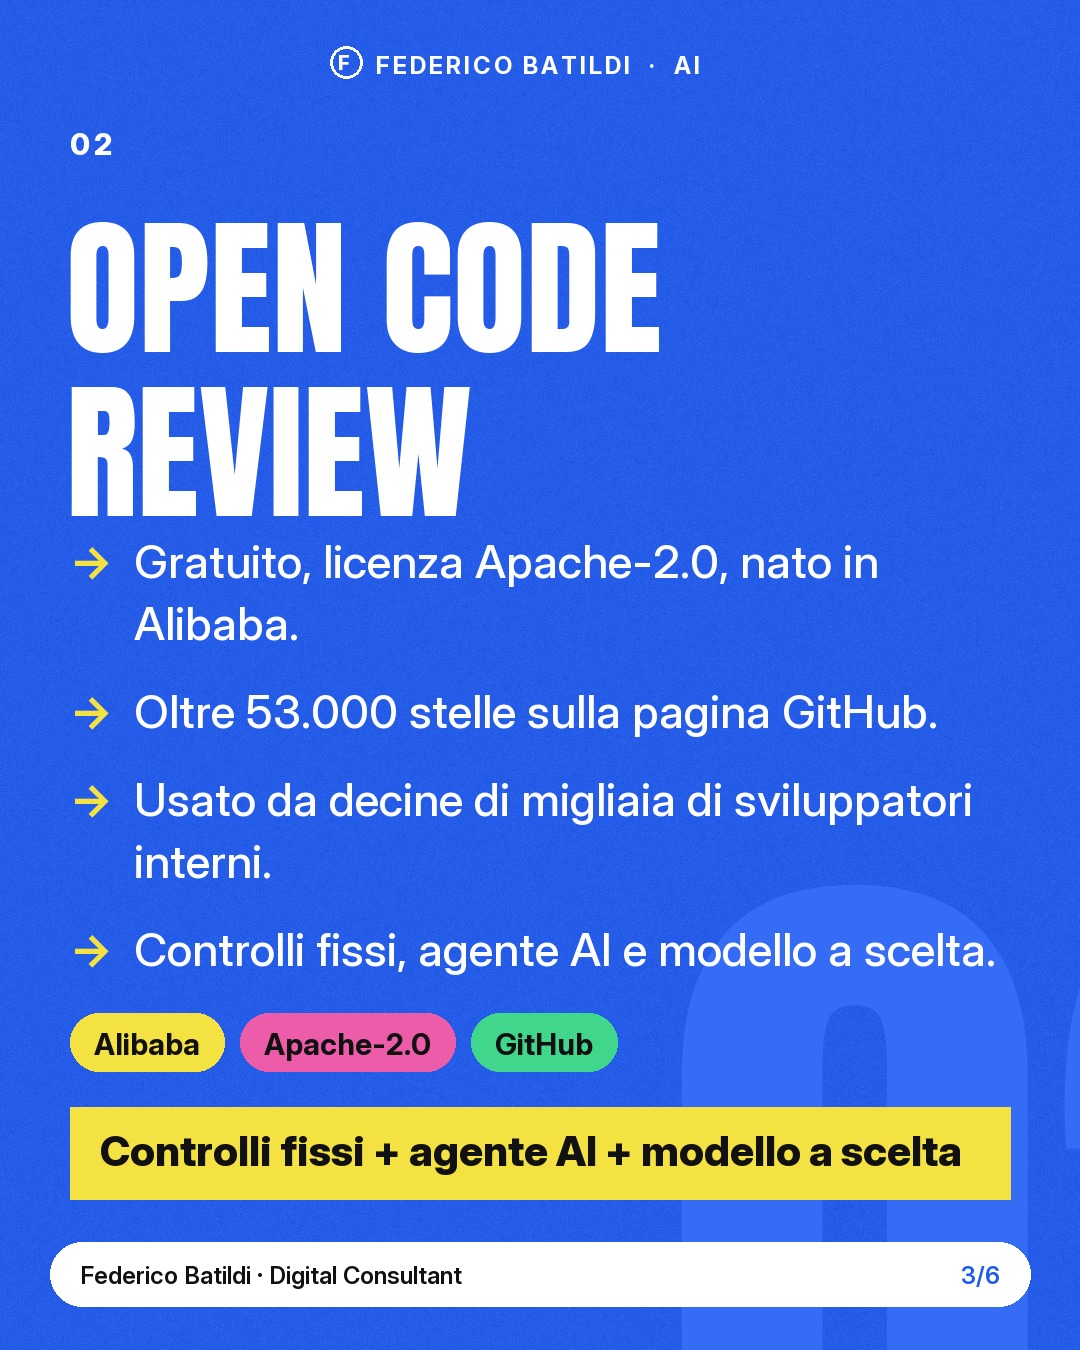 F FEDERICO BATILDI · AI
02
OPEN CODE
REVIEW
→ Gratuito, licenza Apache-2.0, nato in
Alibaba.
→ Oltre 53.000 stelle sulla pagina GitHub.
→ Usato da decine di migliaia di sviluppatori
interni.
→ Controlli fissi, agente AI e modello a scelta.
Alibaba Apache-2.0 GitHub
Controlli fissi + agente AI + modello a scelta
Federico Batildi · Digital Consultant 3/6